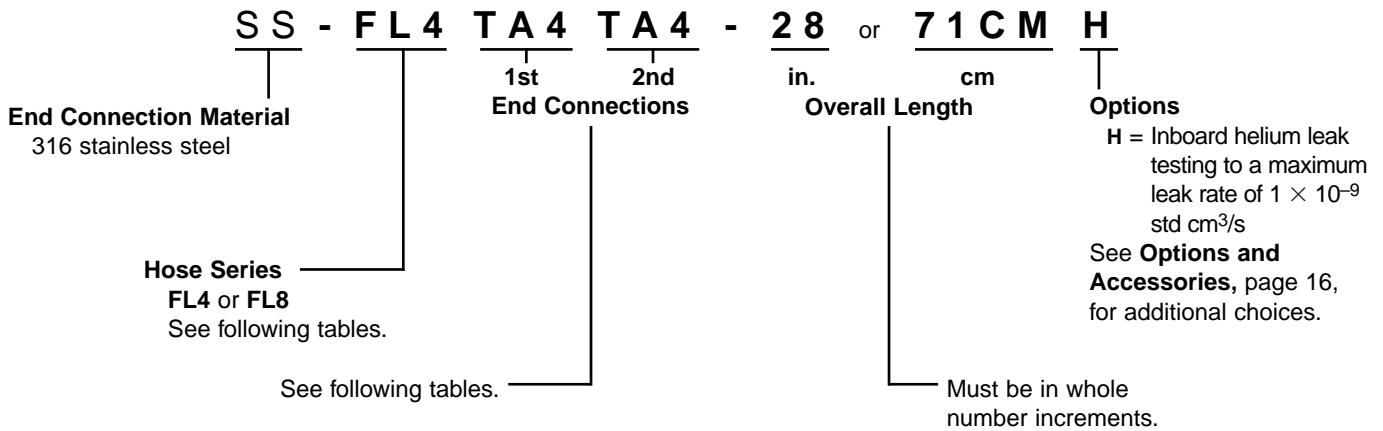 SS - FL4 TA4 TA4 - 28 or 71CM H
1st 2nd in. cm
End Connections Overall Length
End Connection Material
316 stainless steel
Options
H = Inboard helium leak
testing to a maximum
leak rate of 1 × 10–9
std cm3/s
See Options and
Accessories, page 16,
for additional choices.
Hose Series
FL4 or FL8
See following tables.
See following tables.
Must be in whole
number increments.